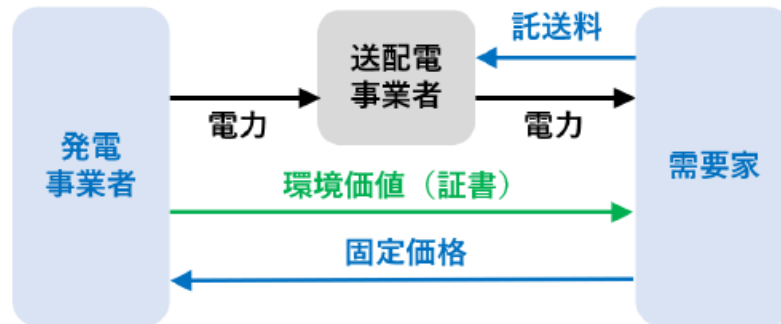 託送料
送配電
事業者
電力
電力
発電
事業者
需要家
環境価値（証書）
固定価格